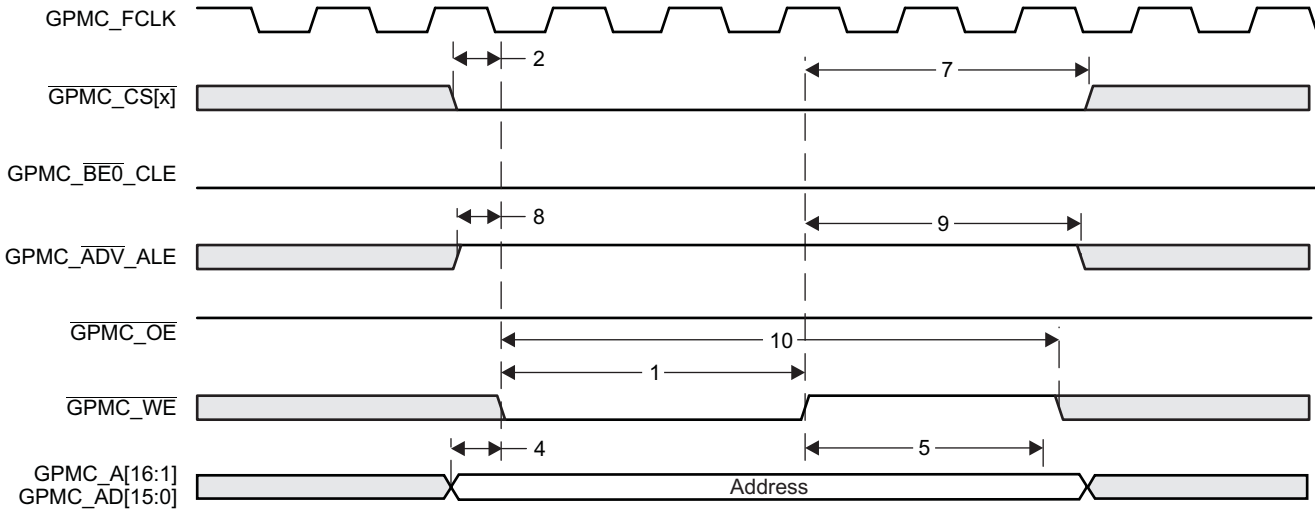 GPMC_FCLK
2
7
GPMC_CS[x]
GPMC_BE0_CLE
8
9
GPMC_ADV_ALE
GPMC_OE
10
1
GPMC_WE
4
5
GPMC_A[16:1]
GPMC_AD[15:0]
Address